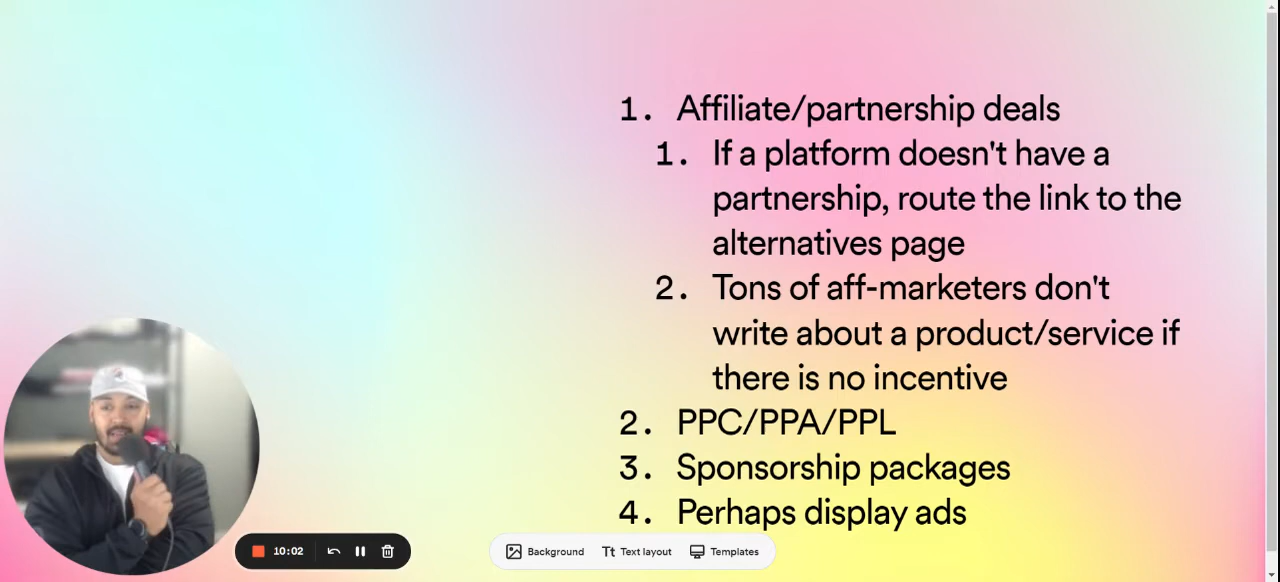 1. Affiliate/partnership deals
1. If a platform doesn't have a
partnership, route the link to the
alternatives page
2. Tons of aff-marketers don't
write about a product/service if
there is no incentive
2. PPC/PPA/PPL
3. Sponsorship packages
4. Perhaps display ads
10:02
Background Tt Text layout Templates